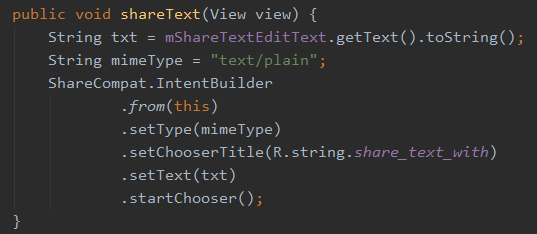 public void shareText(View view) {
    String txt = mShareTextEditText.getText().toString();
    String mimeType = "text/plain";
    ShareCompat.IntentBuilder
            .from(this)
            .setType(mimeType)
            .setChooserTitle(R.string.share_text_with)
            .setText(txt)
            .startChooser();
}